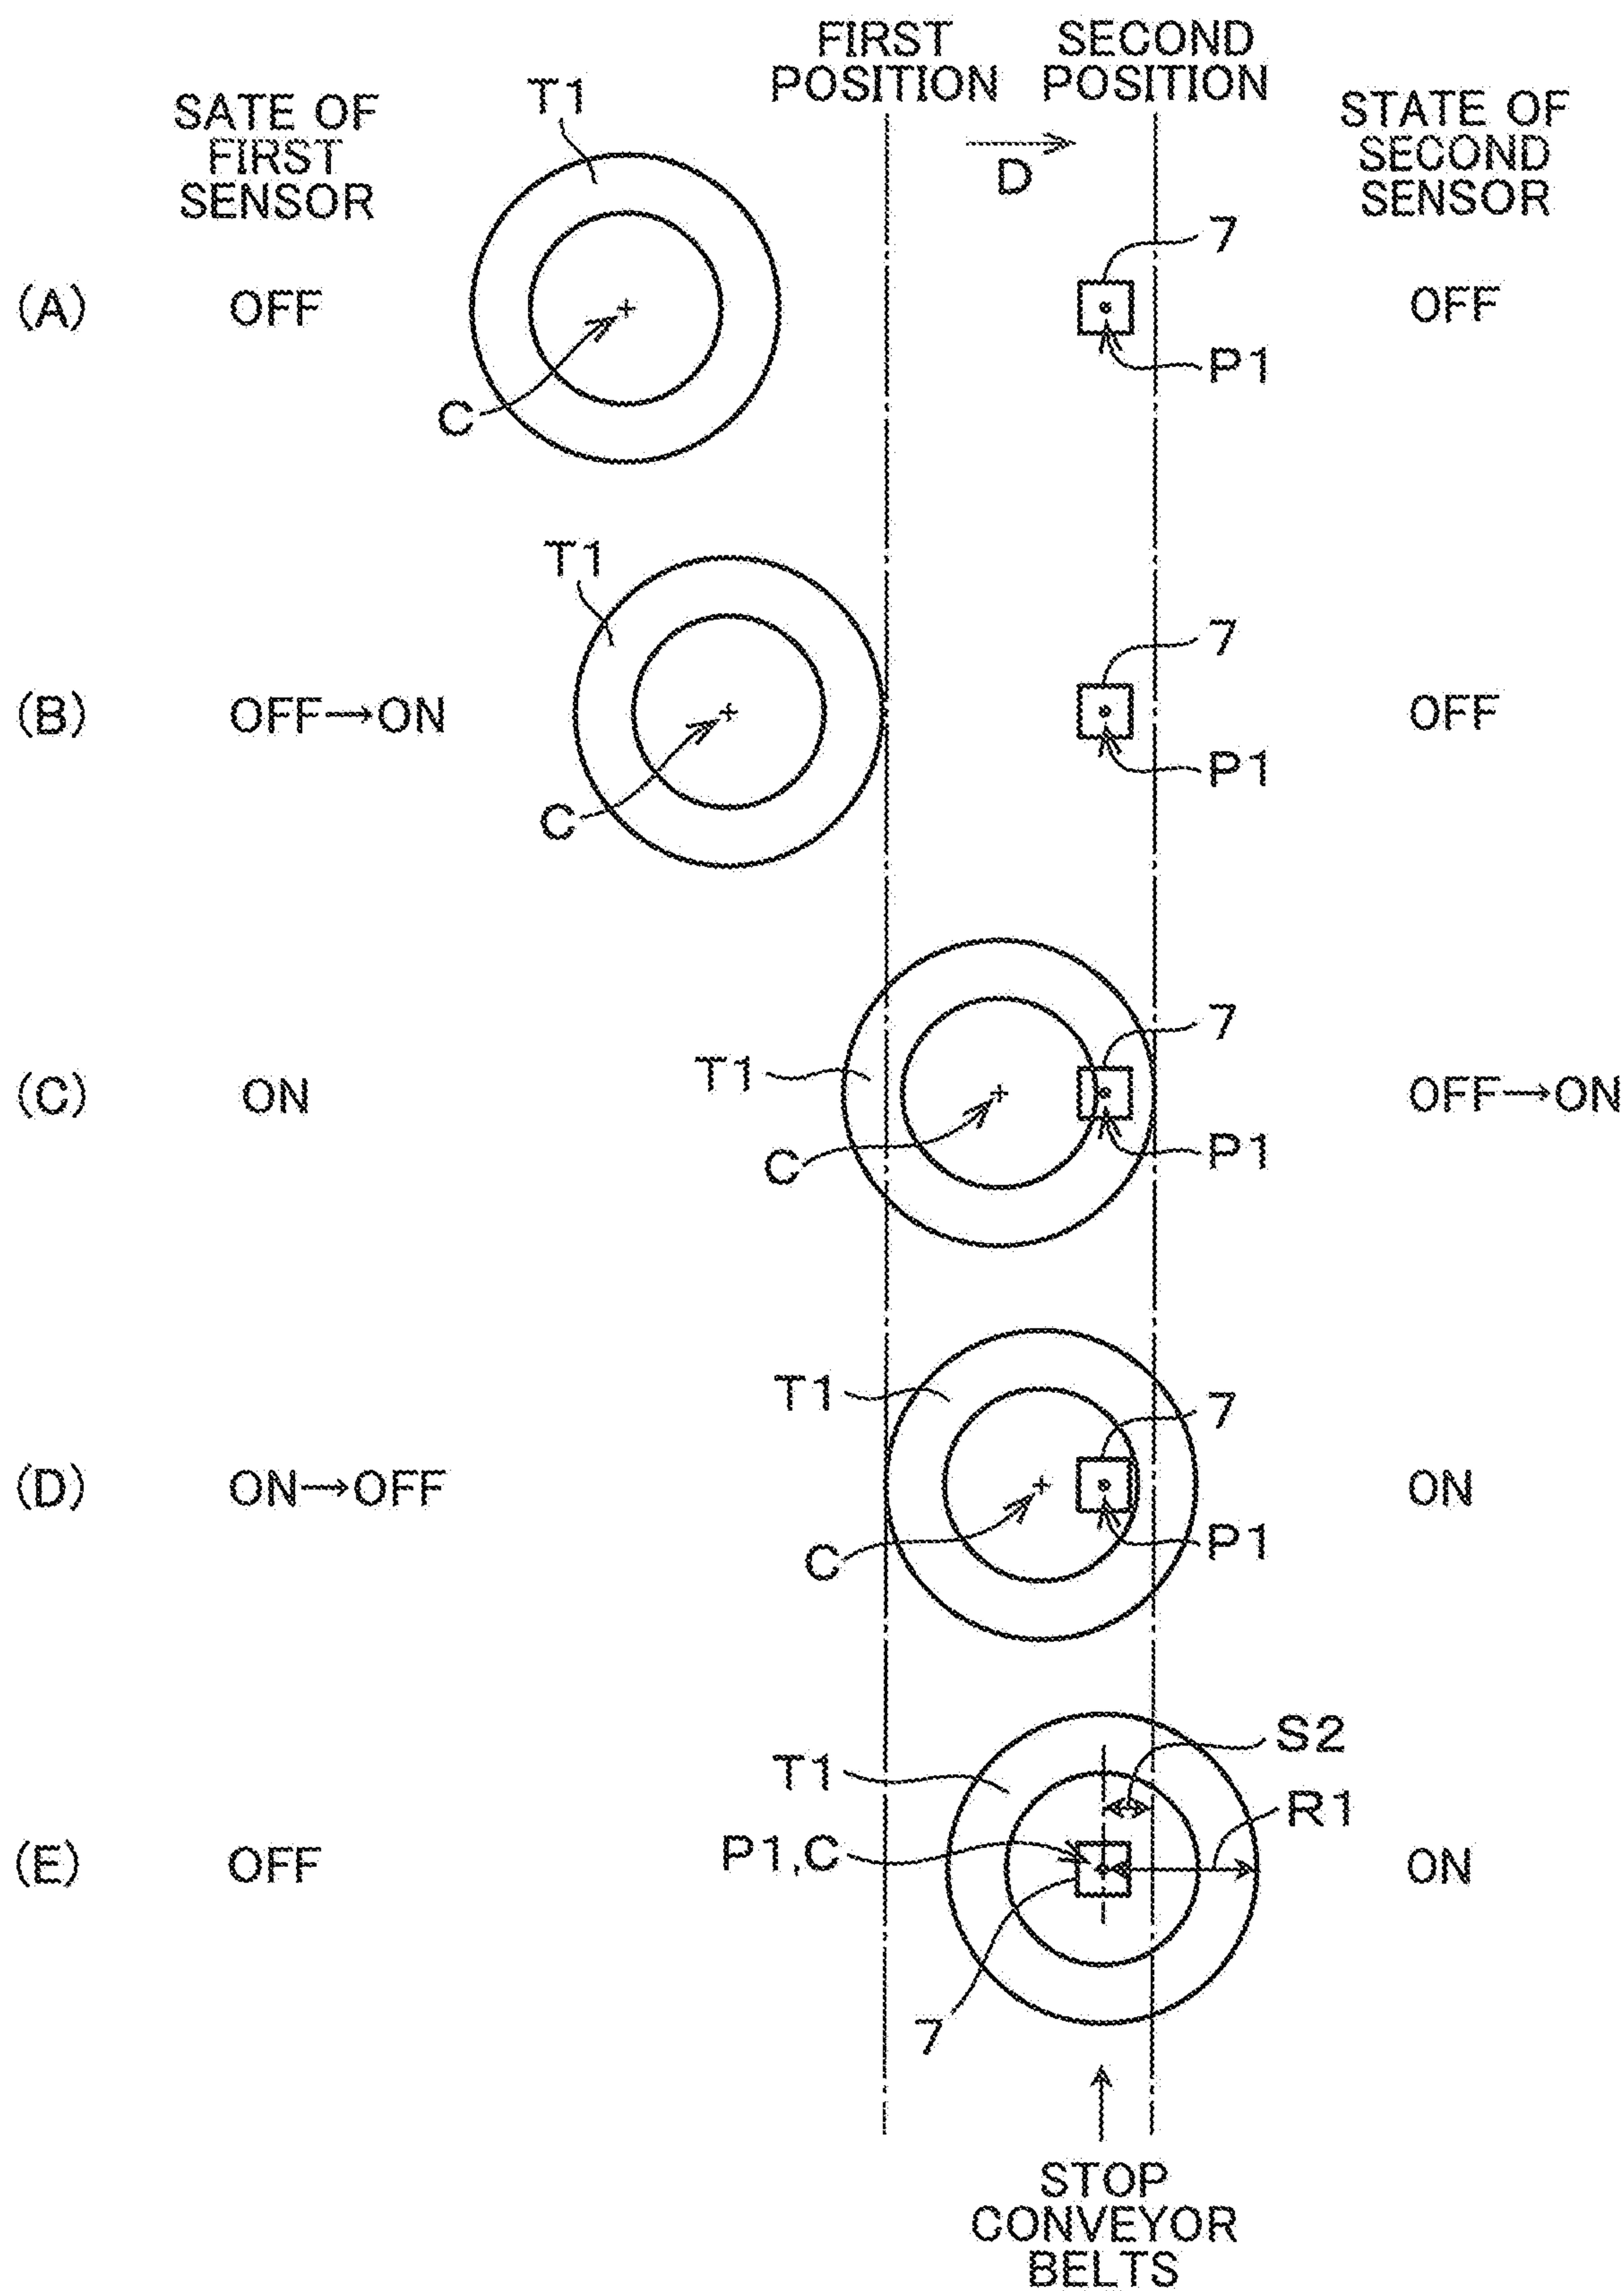 FIRST
POSITION
SECOND
POSITION
SATE OF
FIRST
SENSOR
T1
D
STATE OF
SECOND
SENSOR
(A)
OFF
C
7
P1
OFF
(B)
OFF→ON
T1
C
7
P1
OFF
(C)
ON
T1
C
7
P1
OFF→ON
(D)
ON→OFF
T1
C
7
P1
ON
(E)
OFF
T1
P1,C
7
S2
R1
ON
STOP
CONVEYOR
BELTS